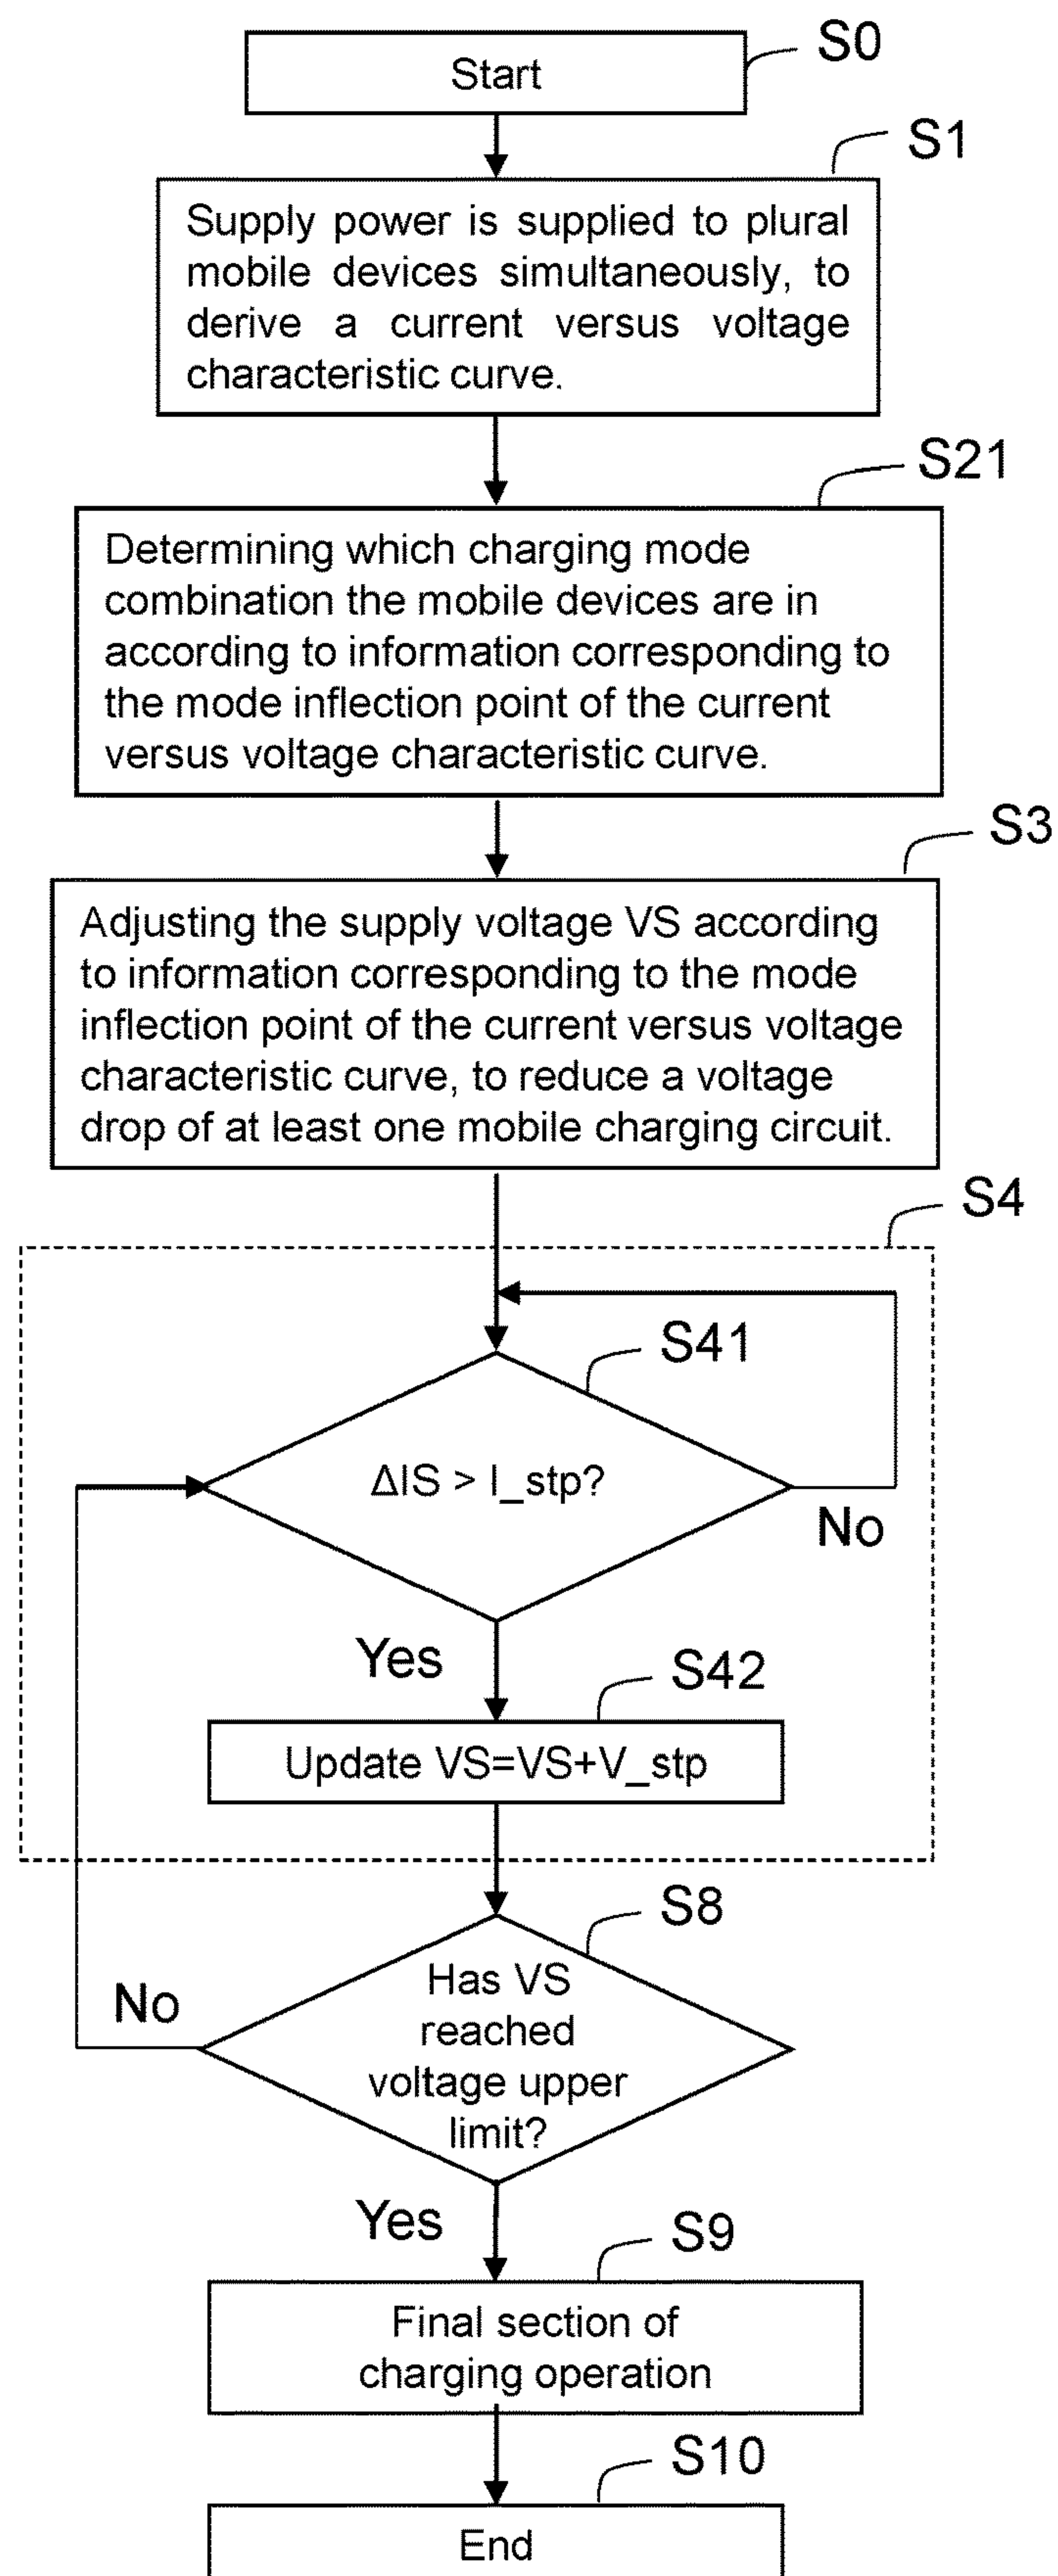 S0
Start
S1
Supply power is supplied to plural
mobile devices simultaneously, to
derive a current versus voltage
characteristic curve.
S21
Determining which charging mode
combination the mobile devices are in
according to information corresponding to
the mode inflection point of the current
versus voltage characteristic curve.
S3
Adjusting the supply voltage VS according
to information corresponding to the mode
inflection point of the current versus voltage
characteristic curve, to reduce a voltage
drop of at least one mobile charging circuit.
S4
S41
ΔIS > I_stp?
No
Yes
S42
Update VS=VS+V_stp
S8
Has VS
reached
voltage upper
limit?
No
Yes
S9
Final section of
charging operation
S10
End